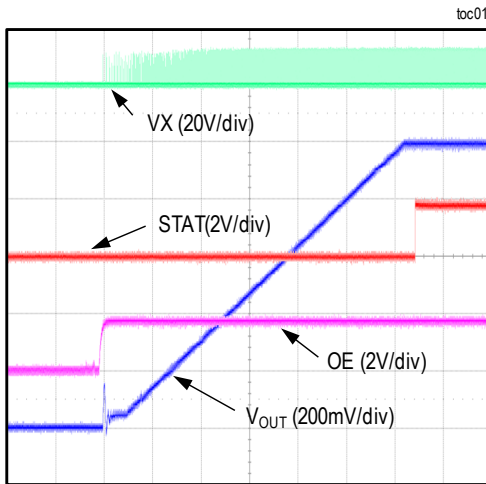 toc01
VX (20V/div)
STAT(2V/div)
OE (2V/div)
VOUT (200mV/div)